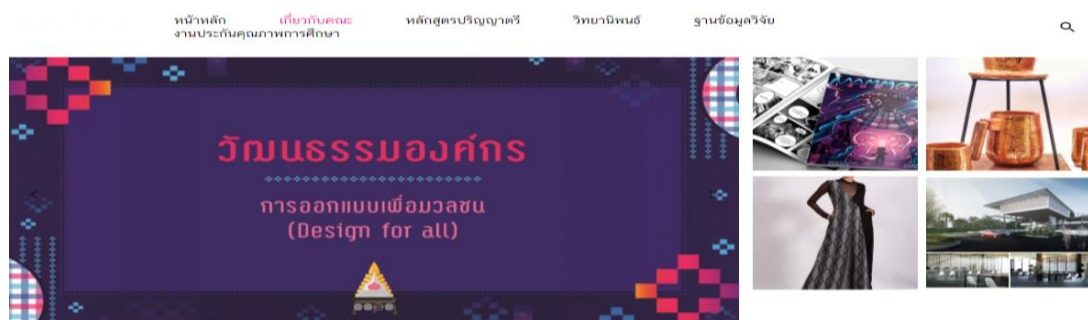 หน้าหลัก เกี่ยวกับคณะ หลักสูตรปริญญาตรี วิทยานิพนธ์ ฐานข้อมูลวิจัย
งานประกันคุณภาพการศึกษา
วัฒนธรรมองค์กร
การออกแบบเพื่อมวลชน
(Design for all)